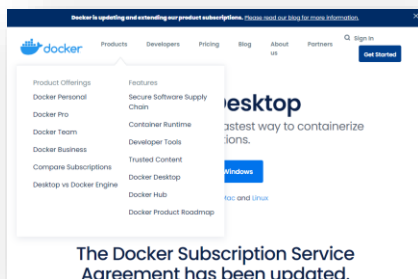 Docker is updating and extending our product subscriptions. Please read our blog for more information.
docker
Products
Developers
Pricing
Blog
About us
Partners
Sign In
Get Started
Product Offerings
Docker Personal
Docker Pro
Docker Team
Docker Business
Compare Subscriptions
Desktop vs Docker Engine
Features
Secure Software Supply
Chain
Container Runtime
Developer Tools
Trusted Content
Docker Desktop
Docker Hub
Docker Product Roadmap
Desktop
fastest way to containerize
Windows
Mac and Linux
The Docker Subscription Service
Agreement has been updated.